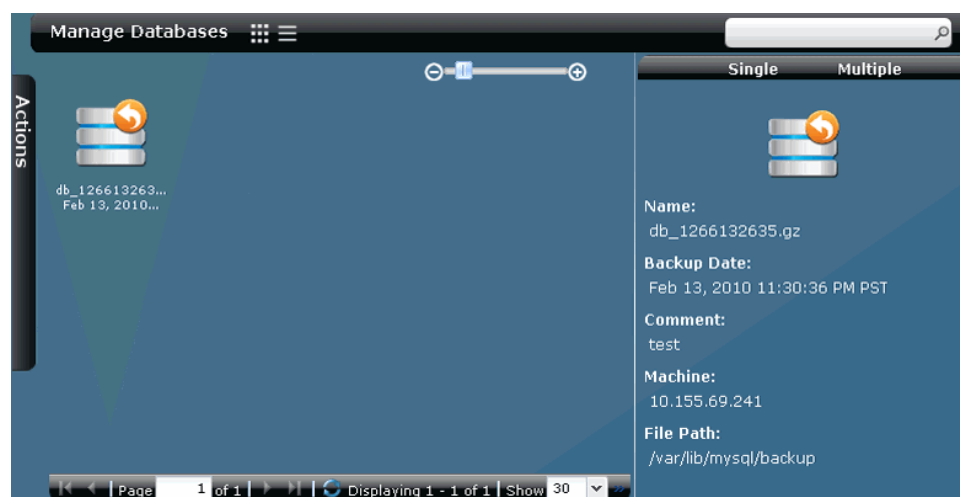 Manage Databases
Single Multiple
Actions
db_126613263...
Feb 13, 2010...
Name:
db_1266132635.gz
Backup Date:
Feb 13, 2010 11:30:36 PM PST
Comment:
test
Machine:
10.155.69.241
File Path:
/var/lib/mysql/backup
Page 1 of 1 Displaying 1 - 1 of 1 Show 30 »